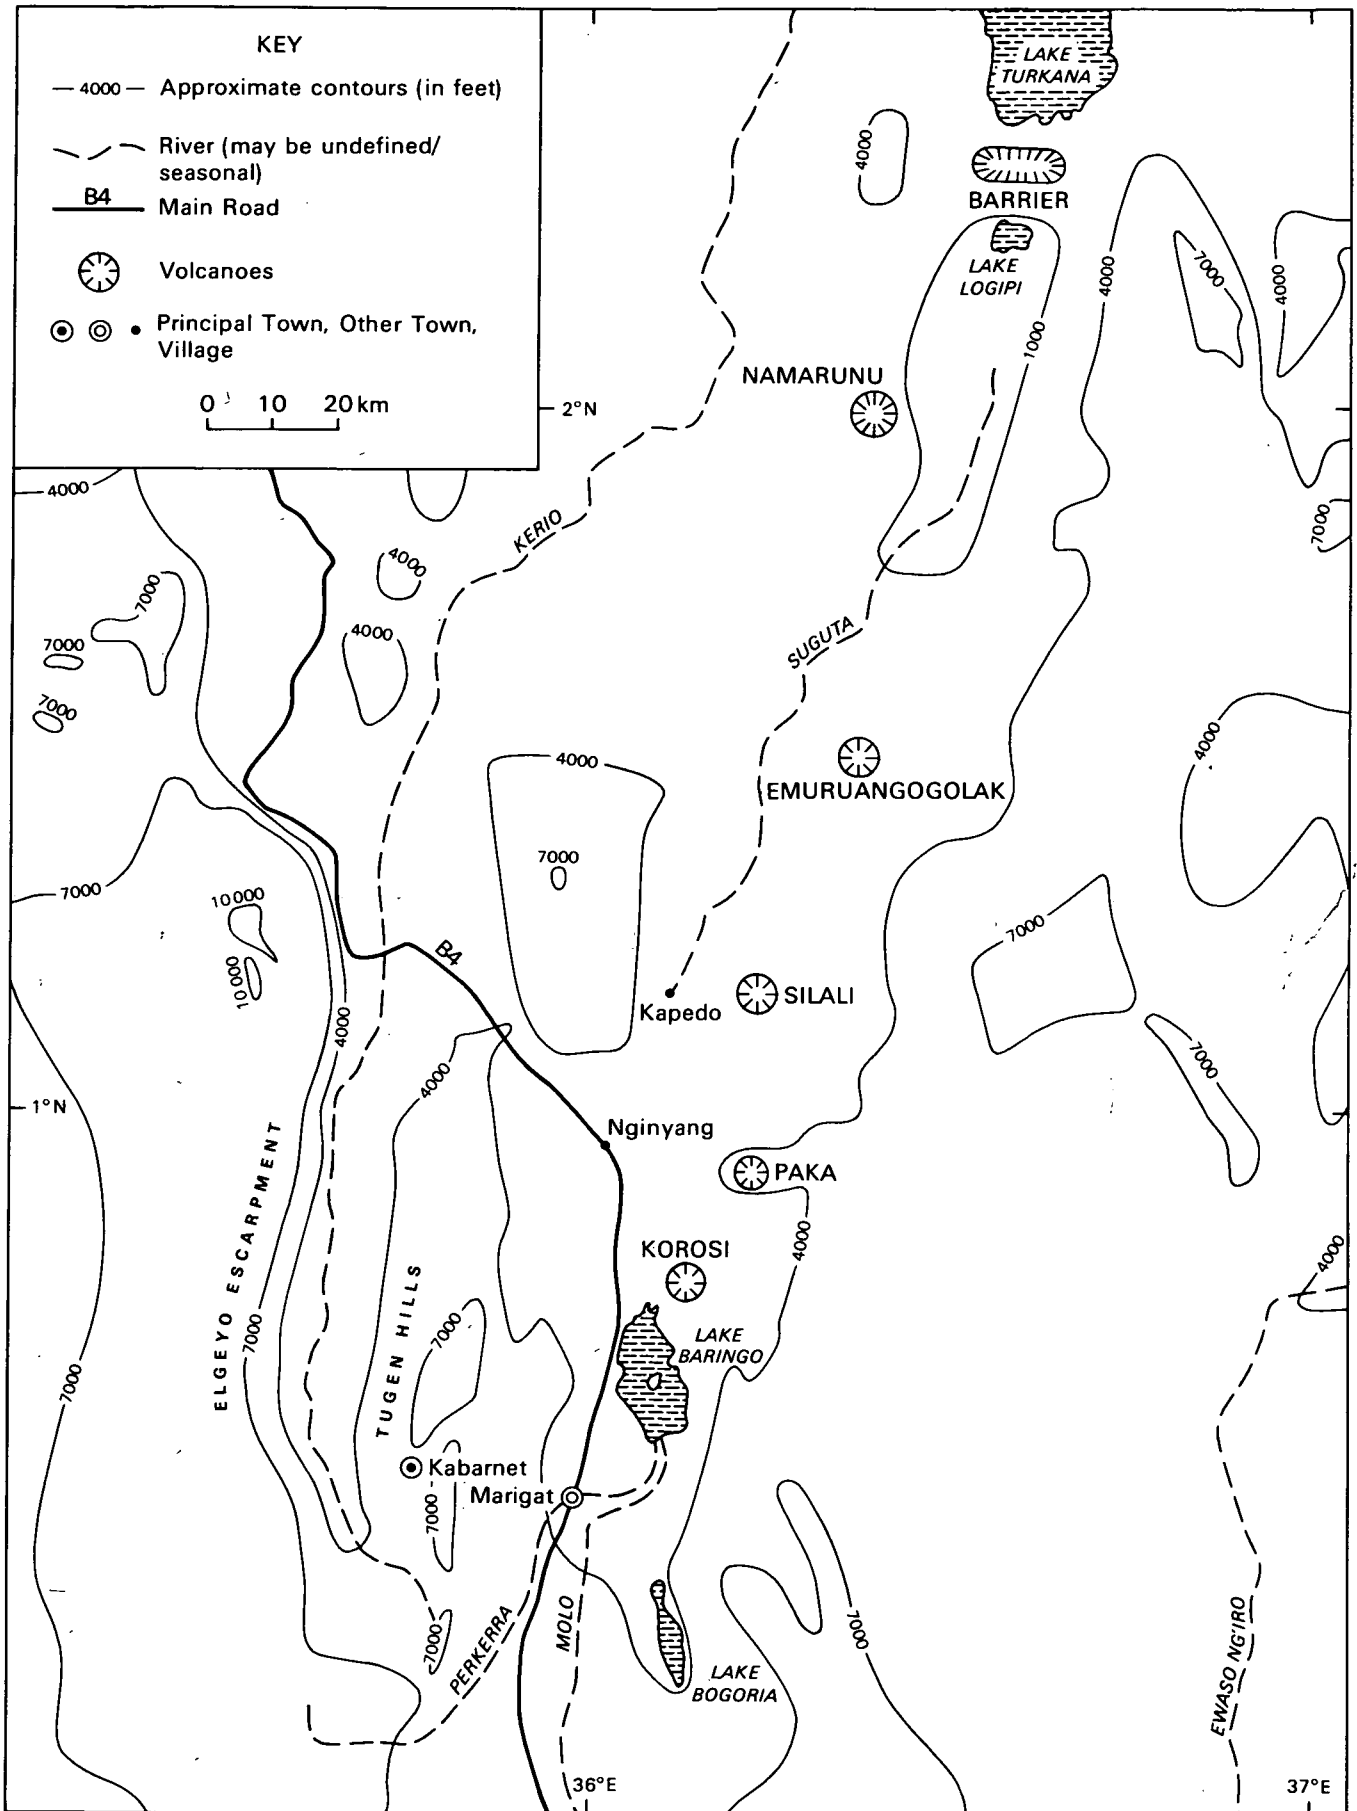 KEY
4000 Approximate contours (in feet)
River (may be undefined/
seasonal)
B4 Main Road
Volcanoes
Principal Town, Other Town,
Village
0 10 20 km
LAKE
TURKANA
4000
BARRIER
LAKE
LOGIPI
4000
7000
4000
1000
NAMARUNU
2°N
4000
KERIO
7000
4000
7000
4000
7000
7000
SUGUTA
4000
4000
EMURUANGOGOLAK
7000
7000
10000
7000
B4
10000
SILALI
Kapedo
4000
7000
4000
1°N
Nginyang
PAKA
ELGEYO ESCARPMENT
4000
4000
KOROSI
TUGEN HILLS
7000
7000
LAKE
BARINGO
7000
Kabarnet
Marigat
7000
PERKERRA
MOLO
7000
7000
LAKE
BOGORIA
EWASO NG'IRO
36°E
37°E